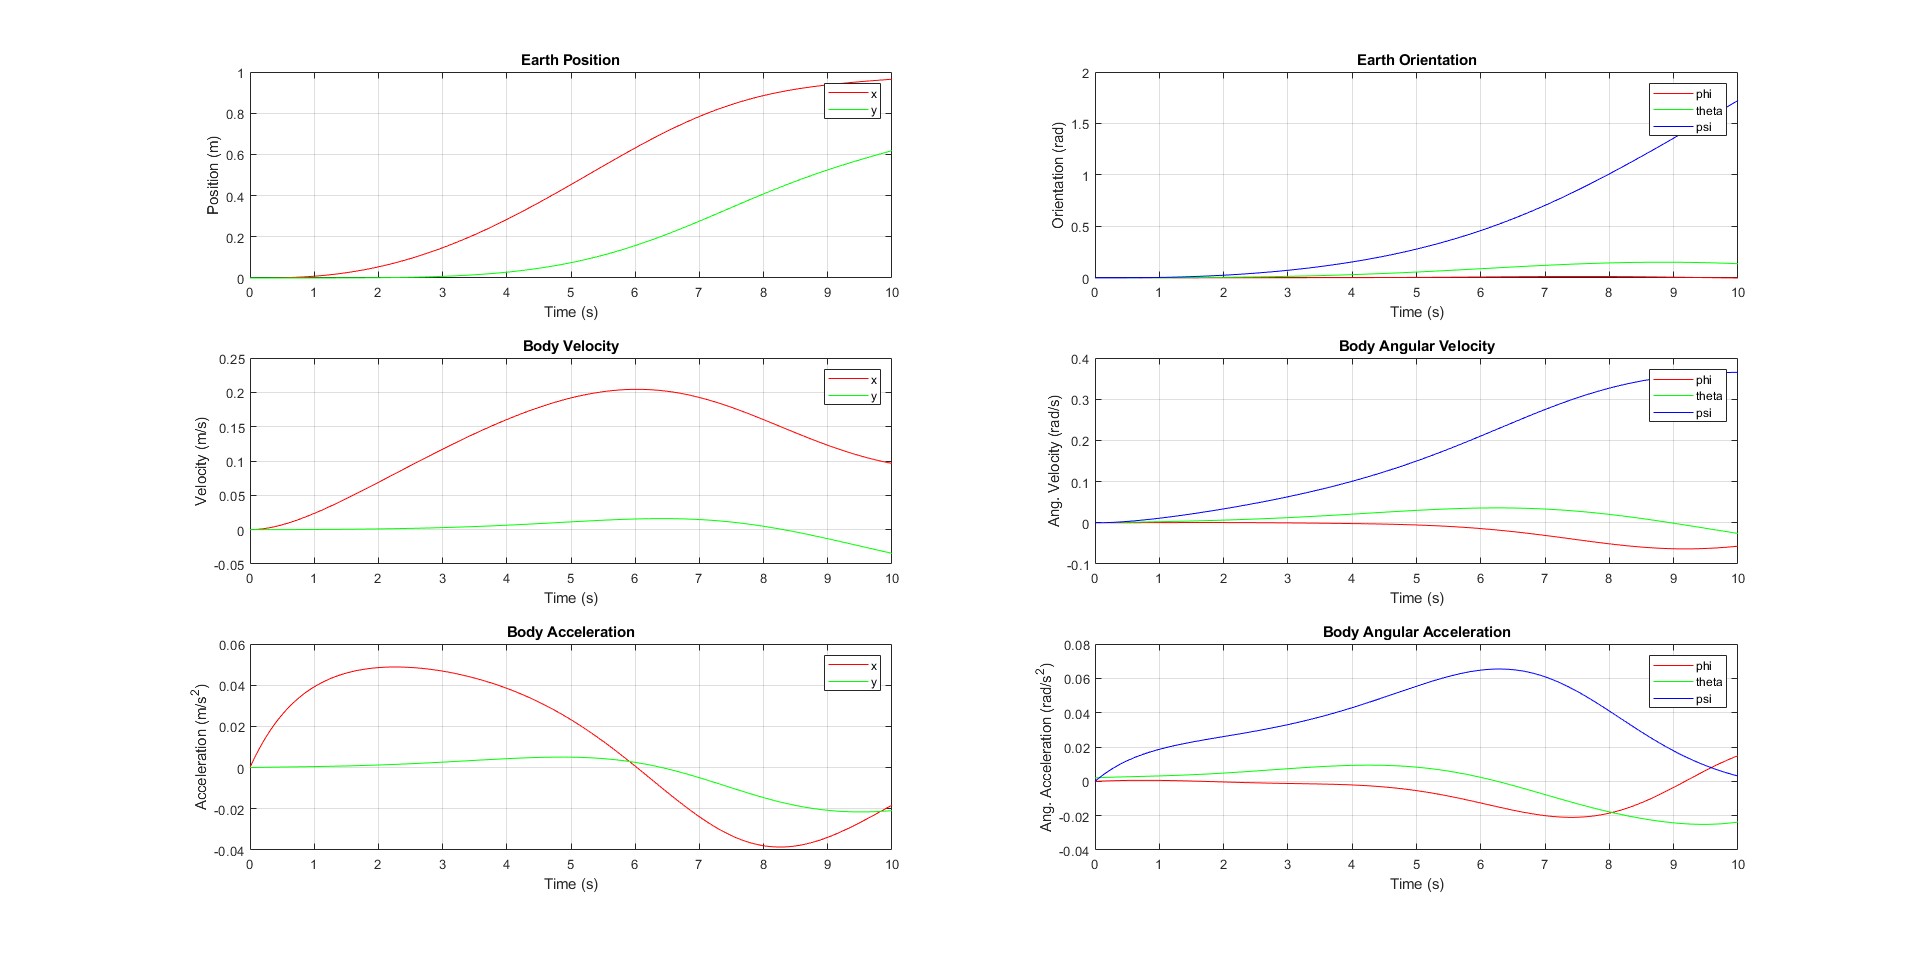 Earth Position
Position (m)
1
0.8
0.6
0.4
0.2
0
0 1 2 3 4 5 6 7 8 9 10
Time (s)
x
y
Earth Orientation
Orientation (rad)
2
1.5
1
0.5
0
0 1 2 3 4 5 6 7 8 9 10
Time (s)
phi
theta
psi
Body Velocity
Velocity (m/s)
0.25
0.2
0.15
0.1
0.05
0
-0.05
0 1 2 3 4 5 6 7 8 9 10
Time (s)
x
y
Body Angular Velocity
Ang. Velocity (rad/s)
0.4
0.3
0.2
0.1
0
-0.1
0 1 2 3 4 5 6 7 8 9 10
Time (s)
phi
theta
psi
Body Acceleration
Acceleration (m/s²)
0.06
0.04
0.02
0
-0.02
-0.04
0 1 2 3 4 5 6 7 8 9 10
Time (s)
x
y
Body Angular Acceleration
Ang. Acceleration (rad/s²)
0.08
0.06
0.04
0.02
0
-0.02
-0.04
0 1 2 3 4 5 6 7 8 9 10
Time (s)
phi
theta
psi